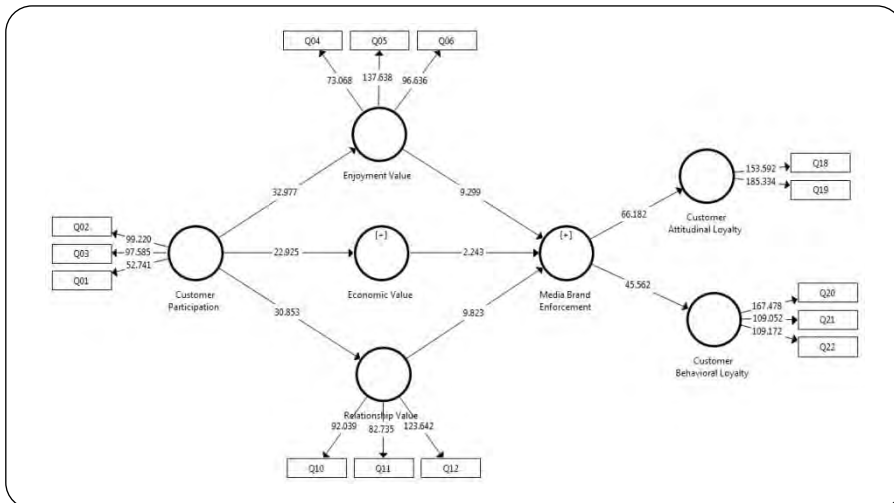 Q04
Q05
Q06
73.068
137.638
96.636
Enjoyment Value
32.977
9.299
Q02
Q03
Q01
99.220
97.585
52.741
Customer
Participation
22.925
[+]
Economic Value
2.243
[+]
Media Brand
Enforcement
30.853
9.823
Relationship Value
92.039
82.735
123.642
Q10
Q11
Q12
66.182
45.562
Customer
Attitudinal Loyalty
153.592
185.334
Q18
Q19
Customer
Behavioral Loyalty
167.478
109.052
109.172
Q20
Q21
Q22